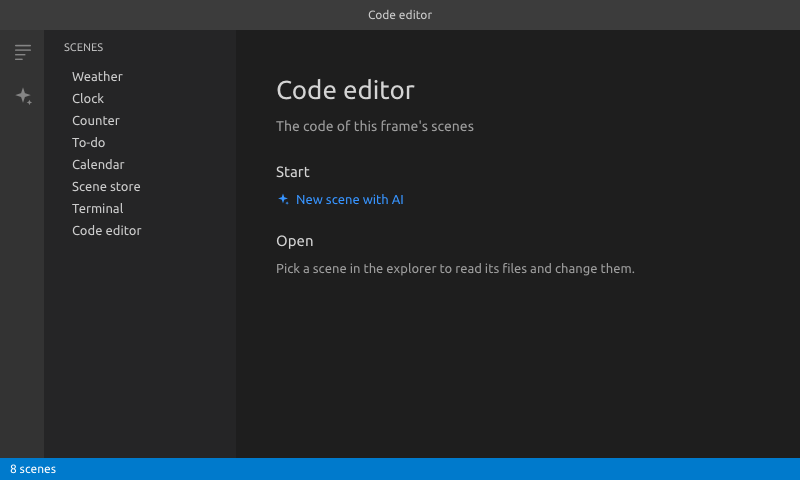 Code editor
SCENES
Weather
Clock
Counter
To-do
Calendar
Scene store
Terminal
Code editor
Code editor
The code of this frame's scenes
Start
New scene with AI
Open
Pick a scene in the explorer to read its files and change them.
8 scenes